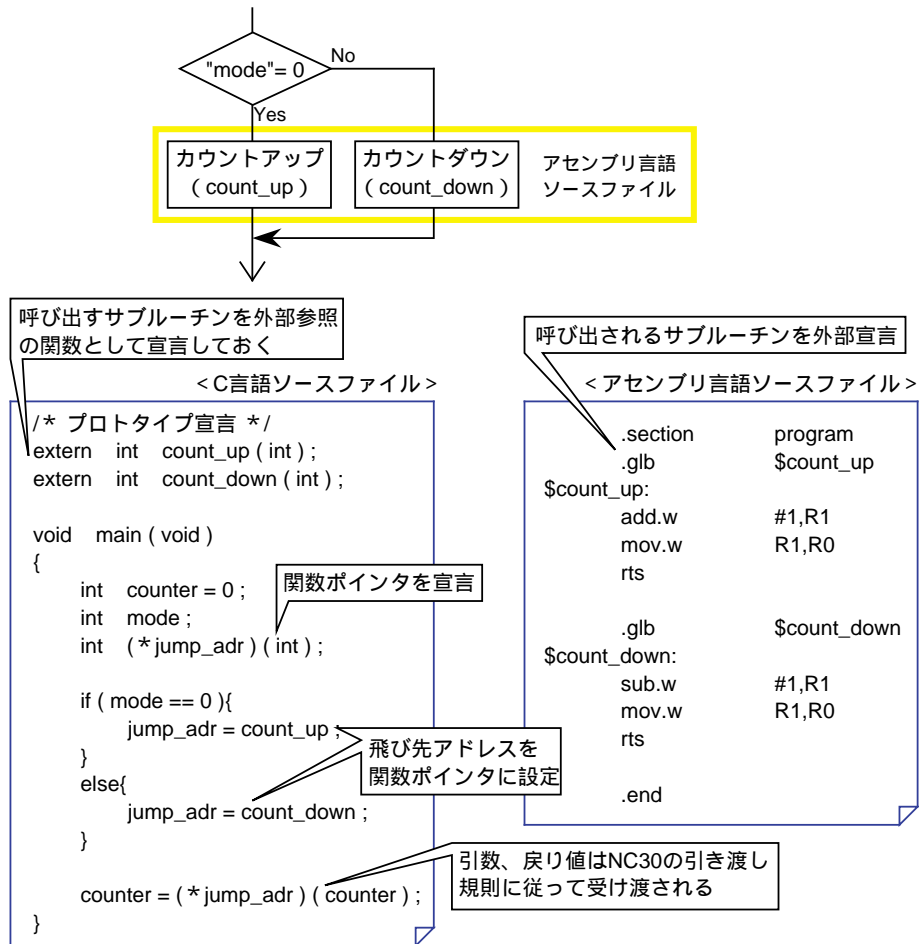 "mode"= 0
No
Yes
カウントアップ
( count_up )
カウントダウン
( count_down )
アセンブリ言語
ソースファイル
呼び出すサブルーチンを外部参照
の関数として宣言しておく
<C言語ソースファイル>
/* プロトタイプ宣言 */
extern int count_up ( int ) ;
extern int count_down ( int ) ;
void main ( void )
{
int counter = 0 ;
関数ポインタを宣言
int mode ;
int (*jump_adr ) ( int ) ;
if ( mode == 0 ){
jump_adr = count_up ;
}
飛び先アドレスを
関数ポインタに設定
else{
jump_adr = count_down ;
}
引数、戻り値はNC30の引き渡し
規則に従って受け渡される
counter = ( *jump_adr ) ( counter ) ;
}
呼び出されるサブルーチンを外部宣言
<アセンブリ言語ソースファイル>
.section program
.glb $count_up
$count_up:
add.w #1,R1
mov.w R1,R0
rts
.glb $count_down
$count_down:
sub.w #1,R1
mov.w R1,R0
rts
.end